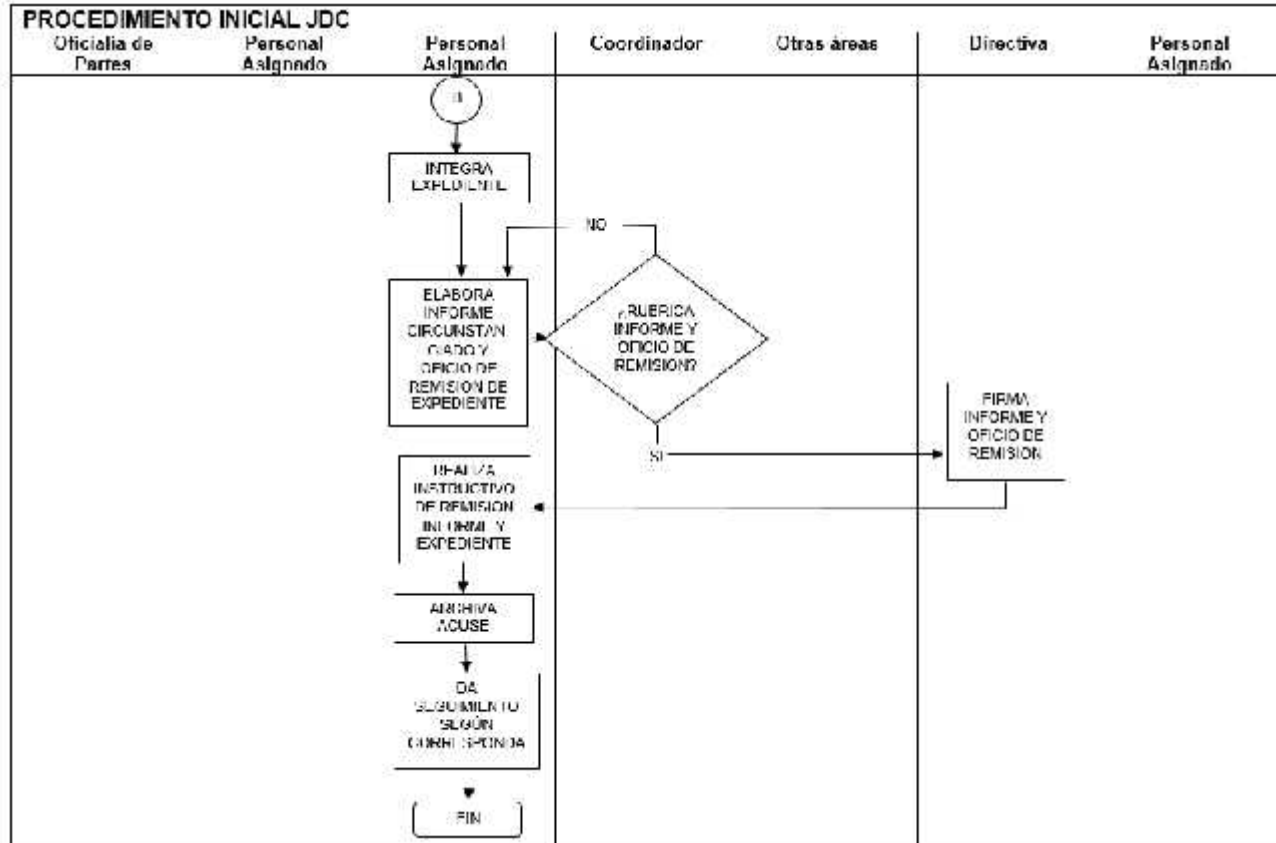 PROCEDIMIENTO INICIAL JDC
Oficialia de
Partes
Personal
Asignado
Personal
Asignado
Coordinador
Otras áreas
Directiva
Personal
Asignado
INTEGRA
EXPEDIENTE
NO
ELABORA
INFORME
CIRCUNSTAN
CIADO Y
OFICIO DE
REMISION DE
EXPEDIENTE
¿RUBRICA
INFORME Y
OFICIO DE
REMISION?
SI
FIRMA
INFORME Y
OFICIO DE
REMISION
REALIZA
INSTRUCTIVO
DE REMISION
INFORME Y
EXPEDIENTE
ARCHIVA
ACUSE
DA
SEGUIMIENTO
SEGÚN
CORRESPONDA
FIN